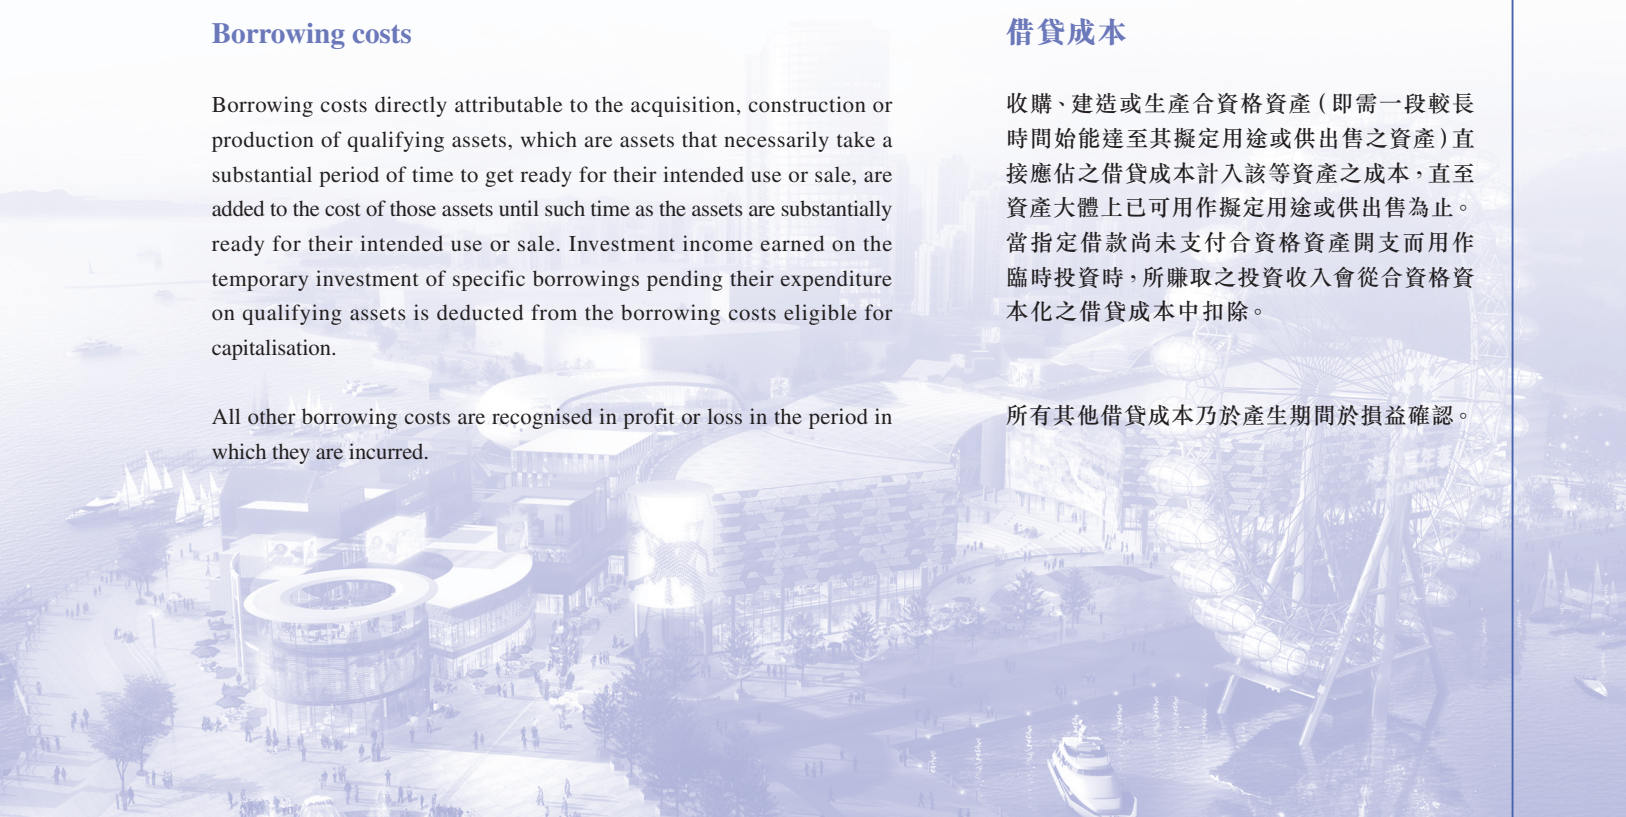 Borrowing costs
Borrowing costs directly attributable to the acquisition, construction or
production of qualifying assets, which are assets that necessarily take a
substantial period of time to get ready for their intended use or sale, are
added to the cost of those assets until such time as the assets are substantially
ready for their intended use or sale. Investment income earned on the
temporary investment of specific borrowings pending their expenditure
on qualifying assets is deducted from the borrowing costs eligible for
capitalisation.
All other borrowing costs are recognised in profit or loss in the period in
which they are incurred.
借貸成本
收購、建造或生產合資格資產(即需一段較長
時間始能達至其擬定用途或供出售之資產)直
接應佔之借貸成本計入該等資產之成本,直至
資產大體上已可用作擬定用途或供出售為止。
當指定借款尚未支付合資格資產開支而用作
臨時投資時,所賺取之投資收入會從合資格資
本化之借貸成本中扣除。
所有其他借貸成本乃於產生期間於損益確認。